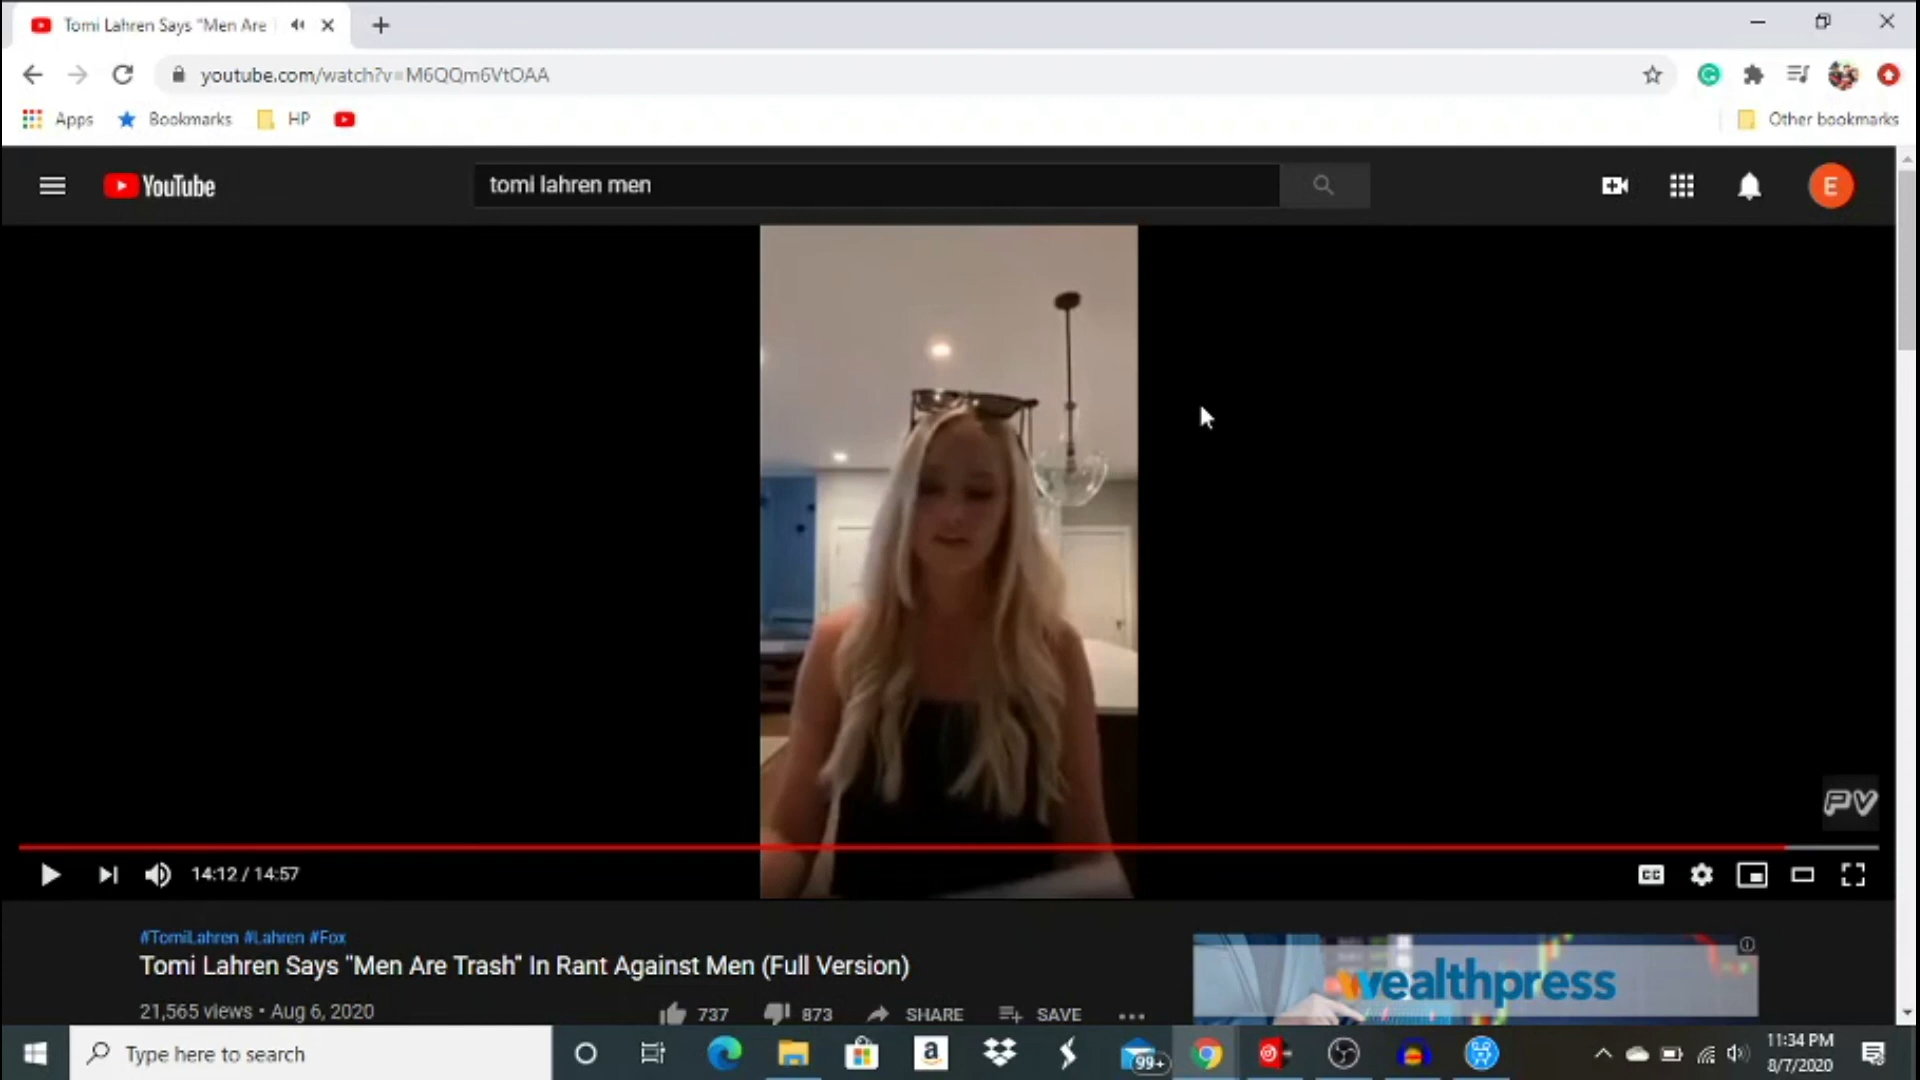 Tomi Lahren Says "Men Are
youtube.com/watch?v=M6QQm6VtOAA
Apps Bookmarks HP Other bookmarks
YouTube tomi lahren men E
PV
14:12 / 14:57 CC
#TomiLahren #Lahren #Fox
Tomi Lahren Says "Men Are Trash" In Rant Against Men (Full Version)
wealthpress
21,565 views • Aug 6, 2020 737 873 SHARE SAVE
Type here to search a 99+ 11:34 PM
8/7/2020